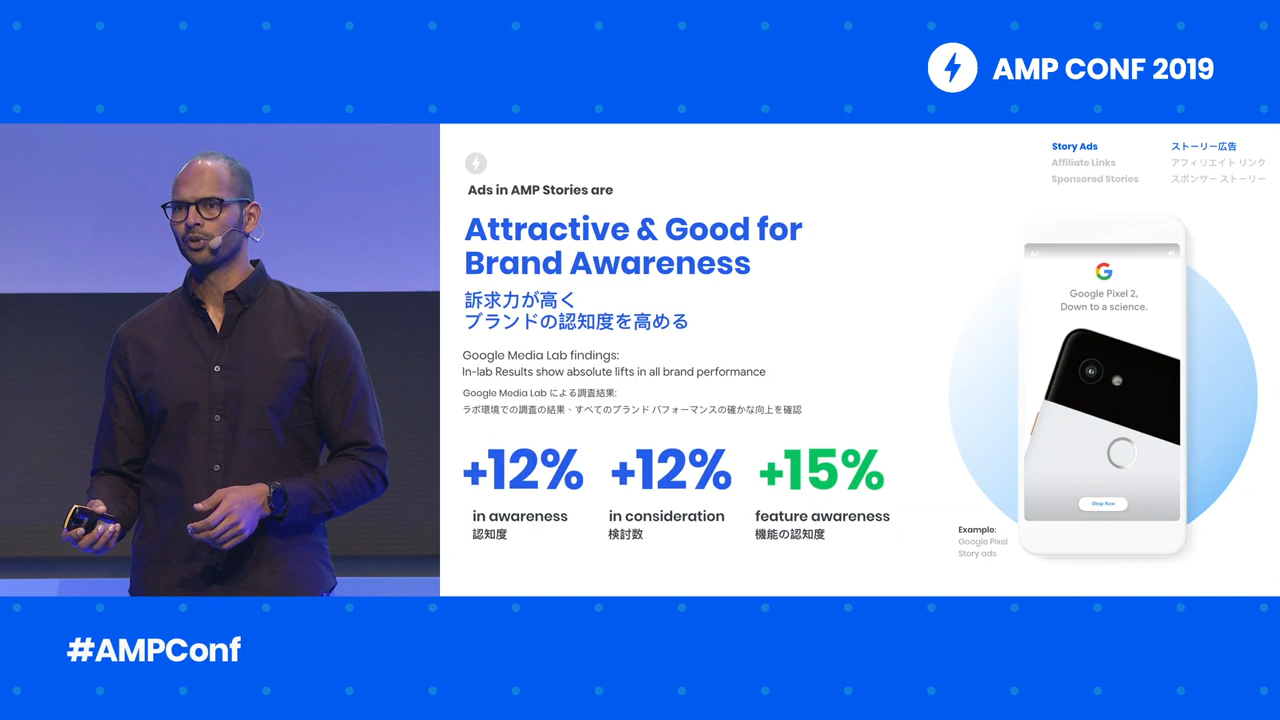 AMP CONF 2019
Story Ads
Affiliate Links
Sponsored Stories
ストーリー広告
アフィリエイト リンク
スポンサー ストーリー
Ads in AMP Stories are
Attractive & Good for
Brand Awareness
訴求力が高く
ブランドの認知度を高める
Google Media Lab findings:
In-lab Results show absolute lifts in all brand performance
Google Media Lab による調査結果:
ラボ環境での調査の結果、すべてのブランド パフォーマンスの確かな向上を確認
+12%
in awareness
認知度
+12%
in consideration
検討数
+15%
feature awareness
機能の認知度
Ad
G
Google Pixel 2,
Down to a science.
Shop Now
Example:
Google Pixel
Story ads
#AMPConf